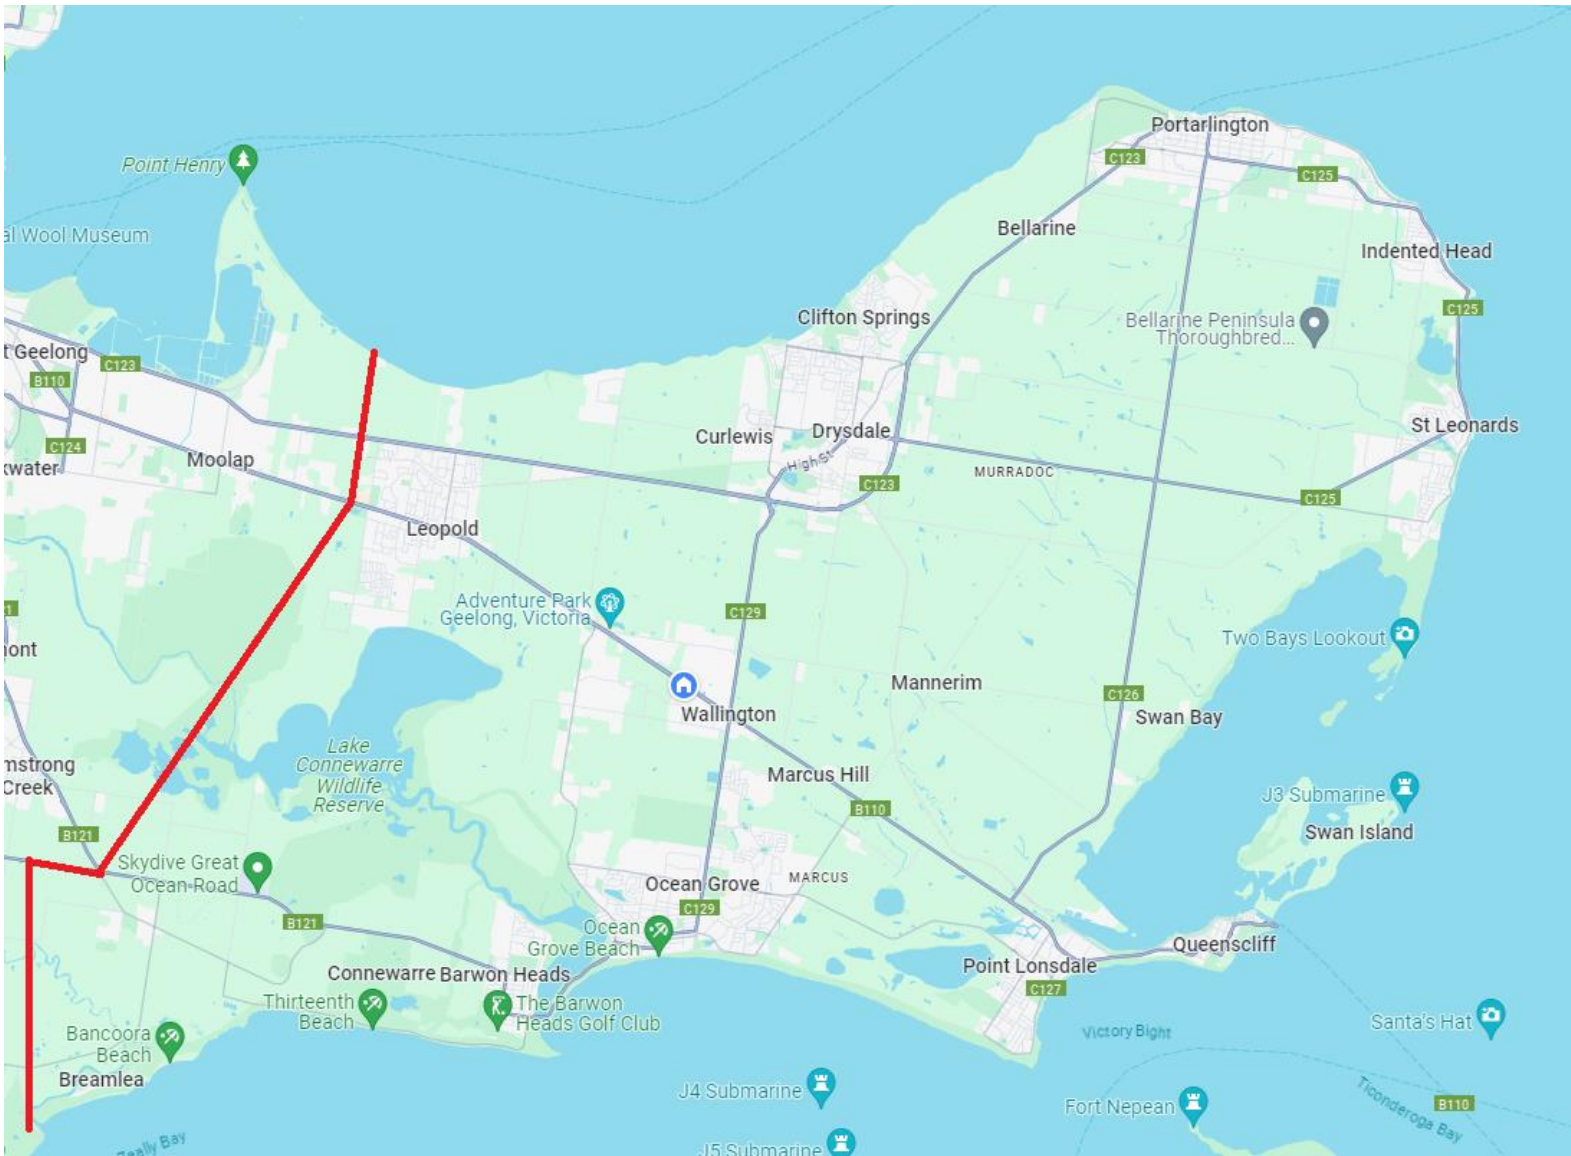 Portarlington
C123
Point Henry
C125
Bellarine
al Wool Museum
Indented Head
C125
Clifton Springs
Bellarine Peninsula
Thoroughbred...
t Geelong
C123
B110
St Leonards
Curlewis
Drysdale
C124
Moolap
High St
MURRADOC
xwater
C123
C125
Leopold
Adventure Park
Geelong, Victoria
C129
1
Two Bays Lookout
ont
Mannerim
C126
Wallington
Swan Bay
Lake
Connewarre
Wildlife
Reserve
mstrong
Creek
Marcus Hill
J3 Submarine
B110
Swan Island
B121
Skydive Great
Ocean Road
Ocean Grove
MARCUS
C129
B121
Ocean
Grove Beach
Queenscliff
Point Lonsdale
Connewarre
Barwon Heads
C127
Thirteenth
Beach
The Barwon
Heads Golf Club
Santa's Hat
Bancoora
Beach
Victory Bight
Breamlea
J4 Submarine
Fort Nepean
B110
Ticonderoga Bay
Zeally Bay
J5 Submarine